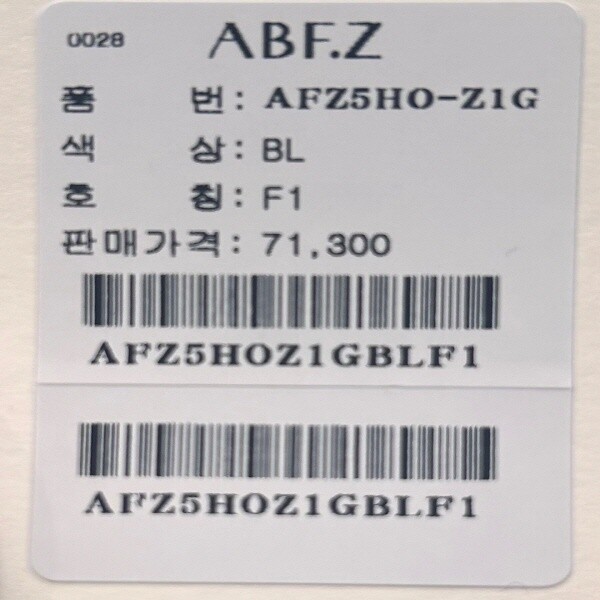 0028 ABF.Z
품 번: AFZ5HO-Z1G
색 상: BL
호 칭: F1
판매가격: 71,300
AFZ5HOZ1GBLF1
AFZ5HOZ1GBLF1